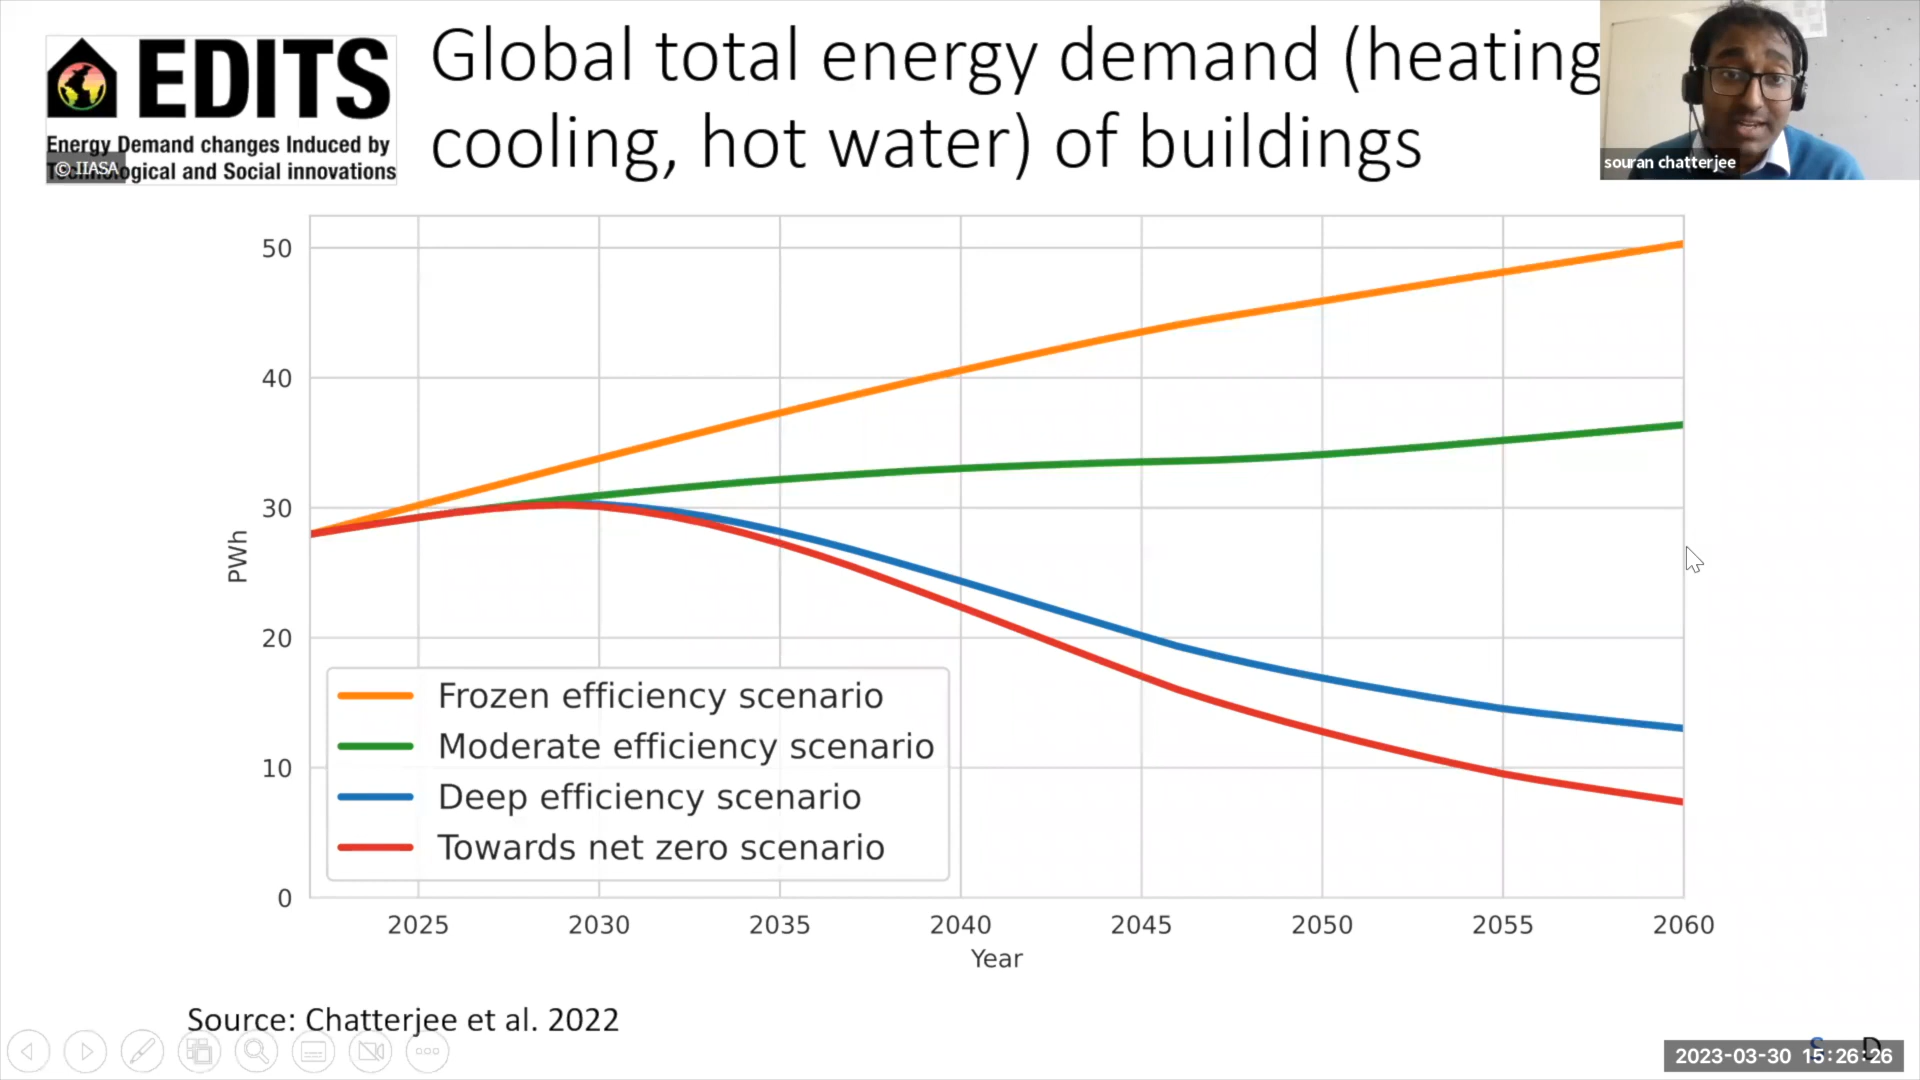 EDITS
Energy Demand changes Induced by
Technological and Social innovations
© IIASA
Global total energy demand (heating
cooling, hot water) of buildings
souran chatterjee
50
40
30
20
10
0
PWh
Frozen efficiency scenario
Moderate efficiency scenario
Deep efficiency scenario
Towards net zero scenario
2025 2030 2035 2040 2045 2050 2055 2060
Year
Source: Chatterjee et al. 2022
S D
2023-03-30 15:26:26